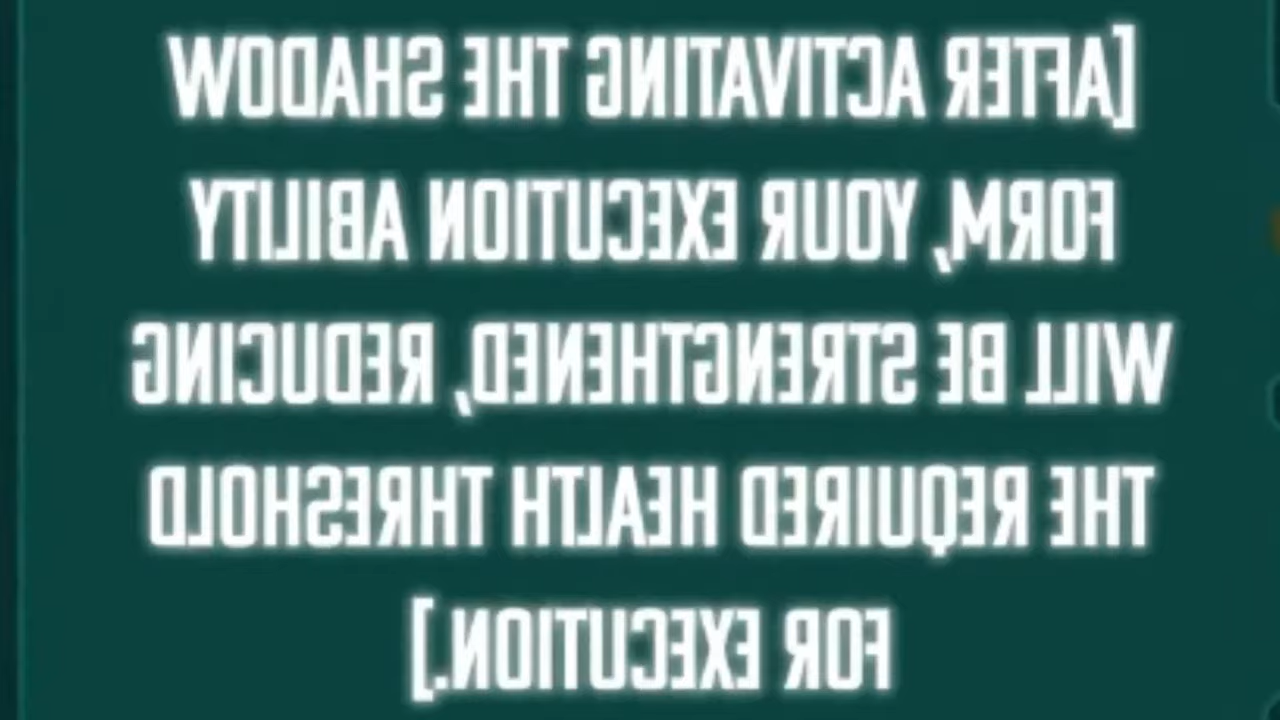 [AFTER ACTIVATING THE SHADOW
FORM, YOUR EXECUTION ABILITY
WILL BE STRENGTHENED, REDUCING
THE REQUIRED HEALTH THRESHOLD
FOR EXECUTION.]